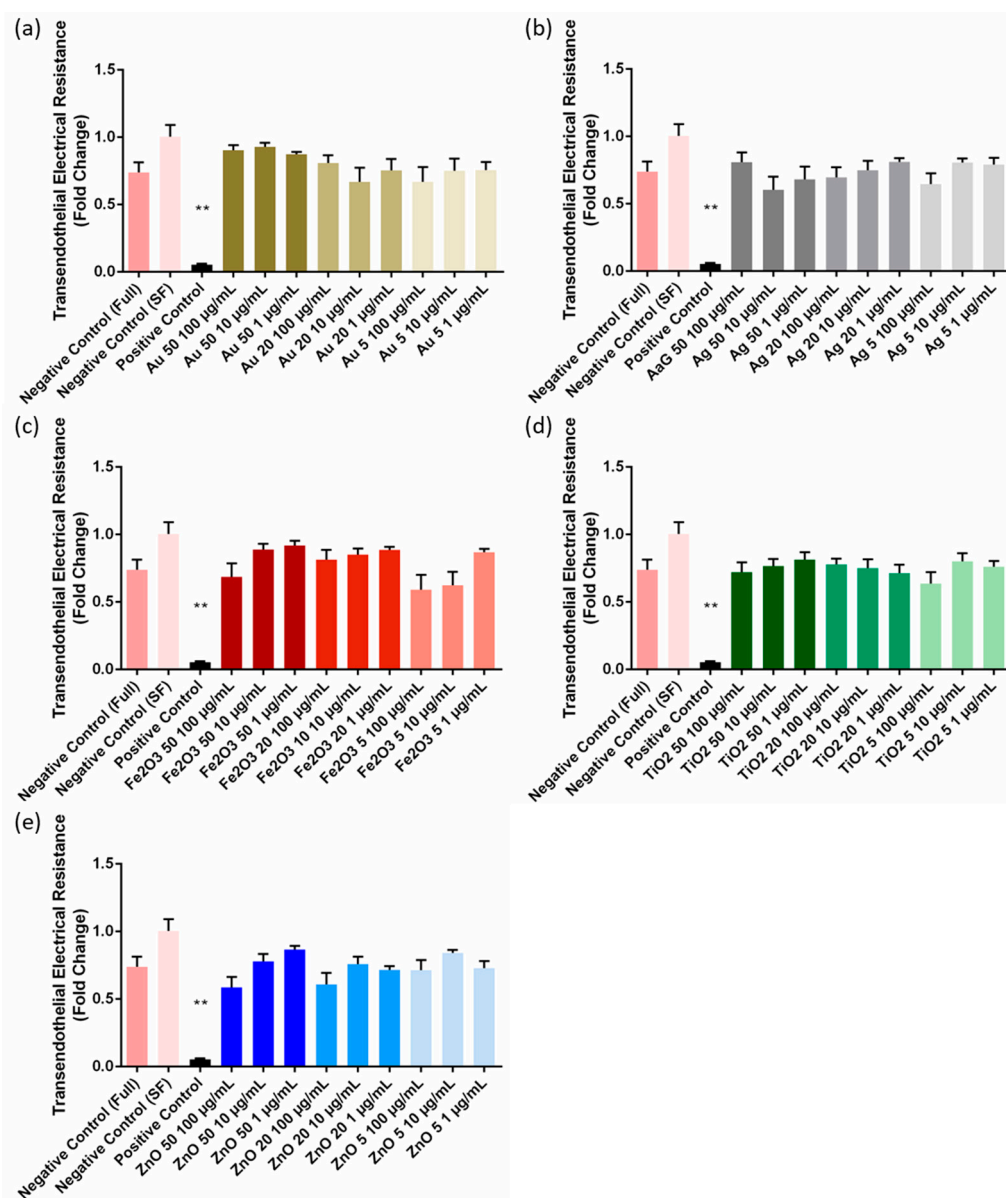 (a)
Transendothelial Electrical Resistance
(Fold Change)
1.5
1.0
0.5
0.0
**
Negative Control (Full)
Negative Control (SF)
Positive Control
Au 50 100 µg/mL
Au 50 10 µg/mL
Au 50 1 µg/mL
Au 20 100 µg/mL
Au 20 10 µg/mL
Au 20 1 µg/mL
Au 5 100 µg/mL
Au 5 10 µg/mL
Au 5 1 µg/mL
(b)
Transendothelial Electrical Resistance
(Fold Change)
1.5
1.0
0.5
0.0
**
Negative Control (Full)
Negative Control (SF)
Positive Control
AaG 50 100 µg/mL
Ag 50 10 µg/mL
Ag 50 1 µg/mL
Ag 20 100 µg/mL
Ag 20 10 µg/mL
Ag 20 1 µg/mL
Ag 5 100 µg/mL
Ag 5 10 µg/mL
Ag 5 1 µg/mL
(c)
Transendothelial Electrical Resistance
(Fold Change)
1.5
1.0
0.5
0.0
**
Negative Control (Full)
Negative Control (SF)
Positive Control
Fe2O3 50 100 µg/mL
Fe2O3 50 10 µg/mL
Fe2O3 50 1 µg/mL
Fe2O3 20 100 µg/mL
Fe2O3 10 10 µg/mL
Fe2O3 20 1 µg/mL
Fe2O3 5 100 µg/mL
Fe2O3 5 10 µg/mL
Fe2O3 5 1 µg/mL
(d)
Transendothelial Electrical Resistance
(Fold Change)
1.5
1.0
0.5
0.0
**
Negative Control (Full)
Negative Control (SF)
Positive Control
TiO2 50 100 µg/mL
TiO2 50 10 µg/mL
TiO2 50 1 µg/mL
TiO2 20 100 µg/mL
TiO2 20 10 µg/mL
TiO2 20 1 µg/mL
TiO2 5 100 µg/mL
TiO2 5 10 µg/mL
TiO2 5 1 µg/mL
(e)
Transendothelial Electrical Resistance
(Fold Change)
1.5
1.0
0.5
0.0
**
Negative Control (Full)
Negative Control (SF)
Positive Control
ZnO 50 100 µg/mL
ZnO 50 10 µg/mL
ZnO 50 1 µg/mL
ZnO 20 100 µg/mL
ZnO 20 10 µg/mL
ZnO 20 1 µg/mL
ZnO 5 100 µg/mL
ZnO 5 10 µg/mL
ZnO 5 1 µg/mL